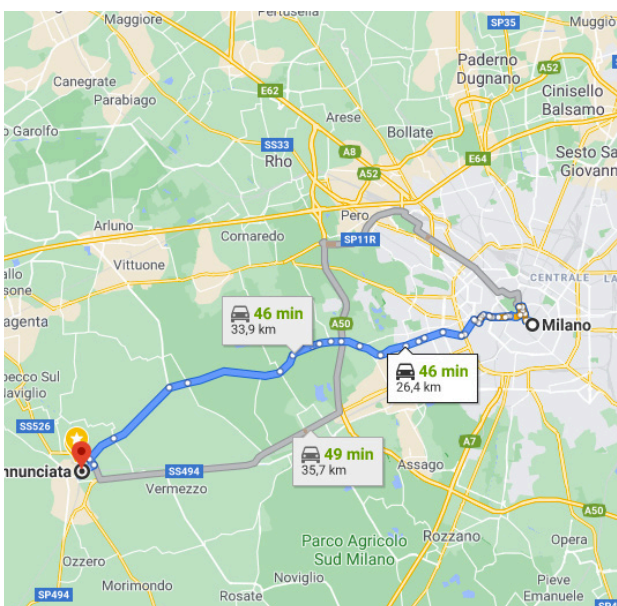 Pertusella
SP35
Muggiò
Maggiore
Paderno
Dugnano
A52
Canegrate
E62
Cinisello
Balsamo
Parabiago
Arese
o Garolfo
Bollate
SS33
Rho
A8
E64
Sesto Sa
Giovann
A52
Pero
Arluno
Cornaredo
SP11R
Vittuone
CENTRALE
LA
allo
sone
46 min
33,9 km
A50
Milano
agenta
46 min
26,4 km
becco Sul
Naviglio
SS526
A7
49 min
35,7 km
nnunciata
SS494
Assago
Vermezzo
A50
Parco Agricolo
Sud Milano
Rozzano
Opera
Ozzero
Noviglio
Morimondo
Pieve
Emanuele
SP494
Rosate